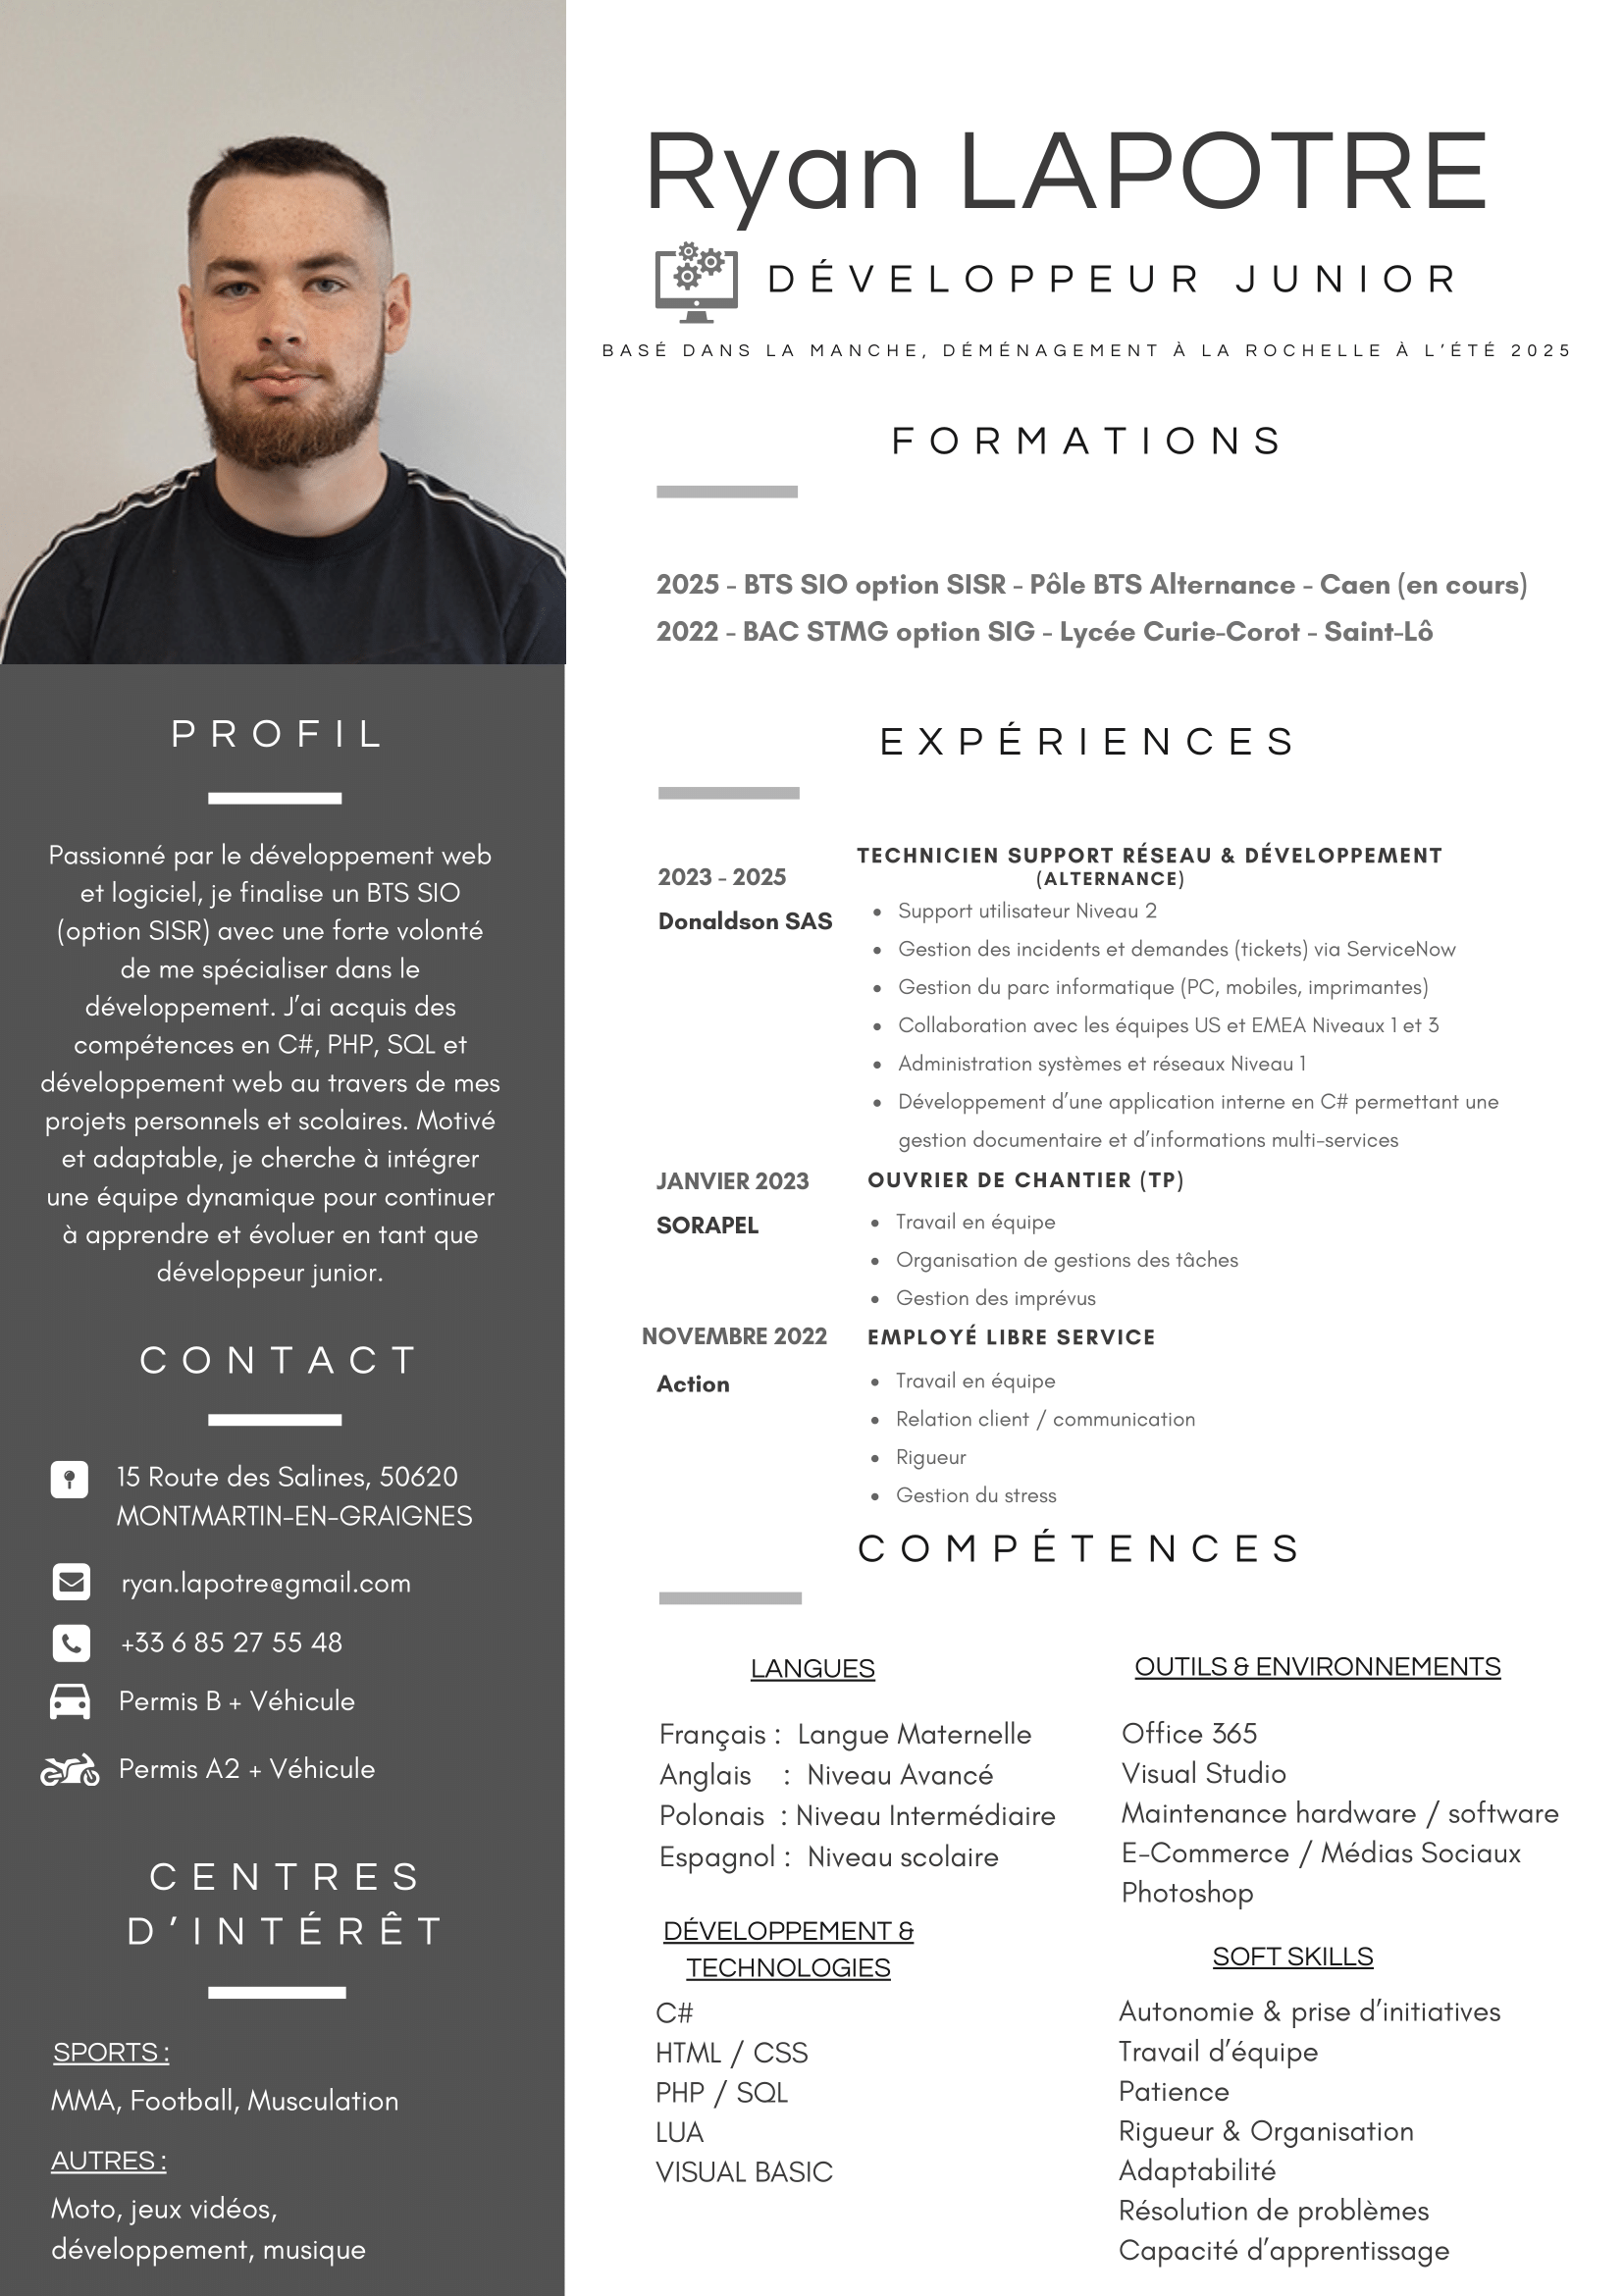 Ryan LAPOTRE
DÉVELOPPEUR JUNIOR
BASÉ DANS LA MANCHE, DÉMÉNAGEMENT À LA ROCHELLE À L'ÉTÉ 2025
FORMATIONS
2025 - BTS SIO option SISR - Pôle BTS Alternance - Caen (en cours)
2022 - BAC STMG option SIG - Lycée Curie-Corot - Saint-Lô
EXPÉRIENCES
2023 - 2025
Donaldson SAS
TECHNICIEN SUPPORT RÉSEAU & DÉVELOPPEMENT
(ALTERNANCE)
• Support utilisateur Niveau 2
• Gestion des incidents et demandes (tickets) via ServiceNow
• Gestion du parc informatique (PC, mobiles, imprimantes)
• Collaboration avec les équipes US et EMEA Niveaux 1 et 3
• Administration systèmes et réseaux Niveau 1
• Développement d'une application interne en C# permettant une
gestion documentaire et d'informations multi-services
JANVIER 2023
SORAPEL
OUVRIER DE CHANTIER (TP)
• Travail en équipe
• Organisation de gestions des tâches
• Gestion des imprévus
NOVEMBRE 2022
Action
EMPLOYÉ LIBRE SERVICE
• Travail en équipe
• Relation client / communication
• Rigueur
• Gestion du stress
COMPÉTENCES
LANGUES
Français : Langue Maternelle
Anglais : Niveau Avancé
Polonais : Niveau Intermédiaire
Espagnol : Niveau scolaire
DÉVELOPPEMENT &
TECHNOLOGIES
C#
HTML / CSS
PHP / SQL
LUA
VISUAL BASIC
OUTILS & ENVIRONNEMENTS
Office 365
Visual Studio
Maintenance hardware / software
E-Commerce / Médias Sociaux
Photoshop
SOFT SKILLS
Autonomie & prise d'initiatives
Travail d'équipe
Patience
Rigueur & Organisation
Adaptabilité
Résolution de problèmes
Capacité d'apprentissage
PROFIL
Passionné par le développement web
et logiciel, je finalise un BTS SIO
(option SISR) avec une forte volonté
de me spécialiser dans le
développement. J'ai acquis des
compétences en C#, PHP, SQL et
développement web au travers de mes
projets personnels et scolaires. Motivé
et adaptable, je cherche à intégrer
une équipe dynamique pour continuer
à apprendre et évoluer en tant que
développeur junior.
CONTACT
15 Route des Salines, 50620
MONTMARTIN-EN-GRAIGNES
ryan.lapotre@gmail.com
+33 6 85 27 55 48
Permis B + Véhicule
Permis A2 + Véhicule
CENTRES
D'INTÉRÊT
SPORTS :
MMA, Football, Musculation
AUTRES :
Moto, jeux vidéos,
développement, musique